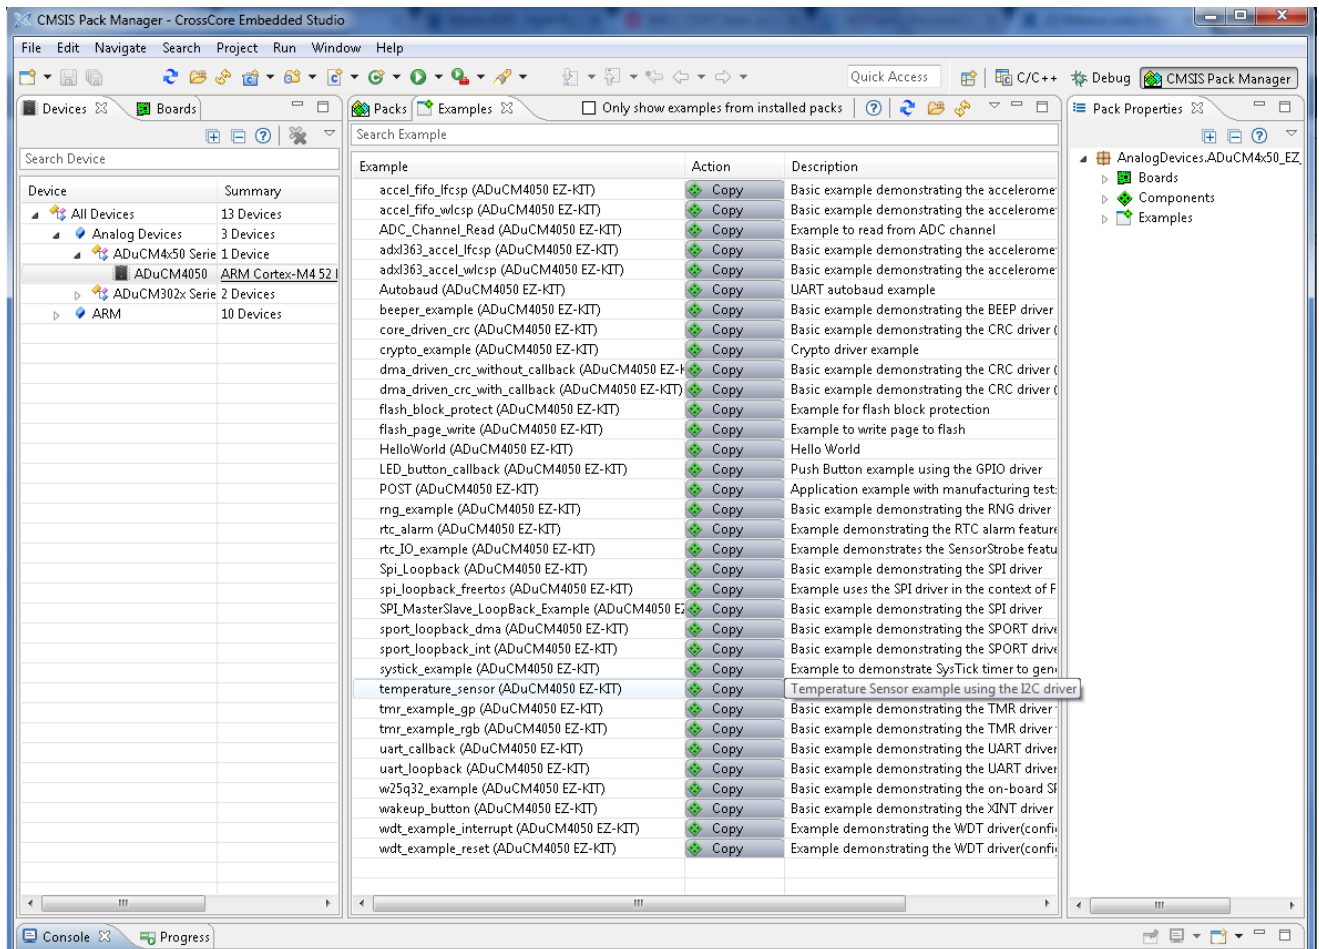 CMSIS Pack Manager - CrossCore Embedded Studio
File Edit Navigate Search Project Run Window Help
Quick Access C/C++ Debug CMSIS Pack Manager
Devices Boards
Search Device
Device Summary
All Devices 13 Devices
Analog Devices 3 Devices
ADuCM4x50 Serie 1 Device
ADuCM4050 ARM Cortex-M4 52
ADuCM302x Serie 2 Devices
ARM 10 Devices
Packs Examples Only show examples from installed packs
Search Example
Example Action Description
accel_fifo_lfcsp (ADuCM4050 EZ-KIT) Copy Basic example demonstrating the accelerome
accel_fifo_wlcsp (ADuCM4050 EZ-KIT) Copy Basic example demonstrating the accelerome
ADC_Channel_Read (ADuCM4050 EZ-KIT) Copy Example to read from ADC channel
adxl363_accel_lfcsp (ADuCM4050 EZ-KIT) Copy Basic example demonstrating the accelerome
adxl363_accel_wlcsp (ADuCM4050 EZ-KIT) Copy Basic example demonstrating the accelerome
Autobaud (ADuCM4050 EZ-KIT) Copy UART autobaud example
beeper_example (ADuCM4050 EZ-KIT) Copy Basic example demonstrating the BEEP driver
core_driven_crc (ADuCM4050 EZ-KIT) Copy Basic example demonstrating the CRC driver (
crypto_example (ADuCM4050 EZ-KIT) Copy Crypto driver example
dma_driven_crc_without_callback (ADuCM4050 EZ-K Copy Basic example demonstrating the CRC driver (
dma_driven_crc_with_callback (ADuCM4050 EZ-KIT) Copy Basic example demonstrating the CRC driver (
flash_block_protect (ADuCM4050 EZ-KIT) Copy Example for flash block protection
flash_page_write (ADuCM4050 EZ-KIT) Copy Example to write page to flash
HelloWorld (ADuCM4050 EZ-KIT) Copy Hello World
LED_button_callback (ADuCM4050 EZ-KIT) Copy Push Button example using the GPIO driver
POST (ADuCM4050 EZ-KIT) Copy Application example with manufacturing test
rng_example (ADuCM4050 EZ-KIT) Copy Basic example demonstrating the RNG driver
rtc_alarm (ADuCM4050 EZ-KIT) Copy Example demonstrating the RTC alarm feature
rtc_IO_example (ADuCM4050 EZ-KIT) Copy Example demonstrates the SensorStrobe featu
Spi_Loopback (ADuCM4050 EZ-KIT) Copy Basic example demonstrating the SPI driver
spi_loopback_freertos (ADuCM4050 EZ-KIT) Copy Example uses the SPI driver in the context of F
SPI_MasterSlave_LoopBack_Example (ADuCM4050 EZ Copy Basic example demonstrating the SPI driver
sport_loopback_dma (ADuCM4050 EZ-KIT) Copy Basic example demonstrating the SPORT drive
sport_loopback_int (ADuCM4050 EZ-KIT) Copy Basic example demonstrating the SPORT drive
systick_example (ADuCM4050 EZ-KIT) Copy Example to demonstrate SysTick timer to gen
temperature_sensor (ADuCM4050 EZ-KIT) Copy Temperature Sensor example using the I2C driver
tmr_example_gp (ADuCM4050 EZ-KIT) Copy Basic example demonstrating the TMR driver
tmr_example_rgb (ADuCM4050 EZ-KIT) Copy Basic example demonstrating the TMR driver
uart_callback (ADuCM4050 EZ-KIT) Copy Basic example demonstrating the UART driver
uart_loopback (ADuCM4050 EZ-KIT) Copy Basic example demonstrating the UART driver
w25q32_example (ADuCM4050 EZ-KIT) Copy Basic example demonstrating the on-board SF
wakeup_button (ADuCM4050 EZ-KIT) Copy Basic example demonstrating the XINT driver
wdt_example_interrupt (ADuCM4050 EZ-KIT) Copy Example demonstrating the WDT driver(confi
wdt_example_reset (ADuCM4050 EZ-KIT) Copy Example demonstrating the WDT driver(confi
Pack Properties
AnalogDevices.ADuCM4x50_EZ_
Boards
Components
Examples
Console Progress